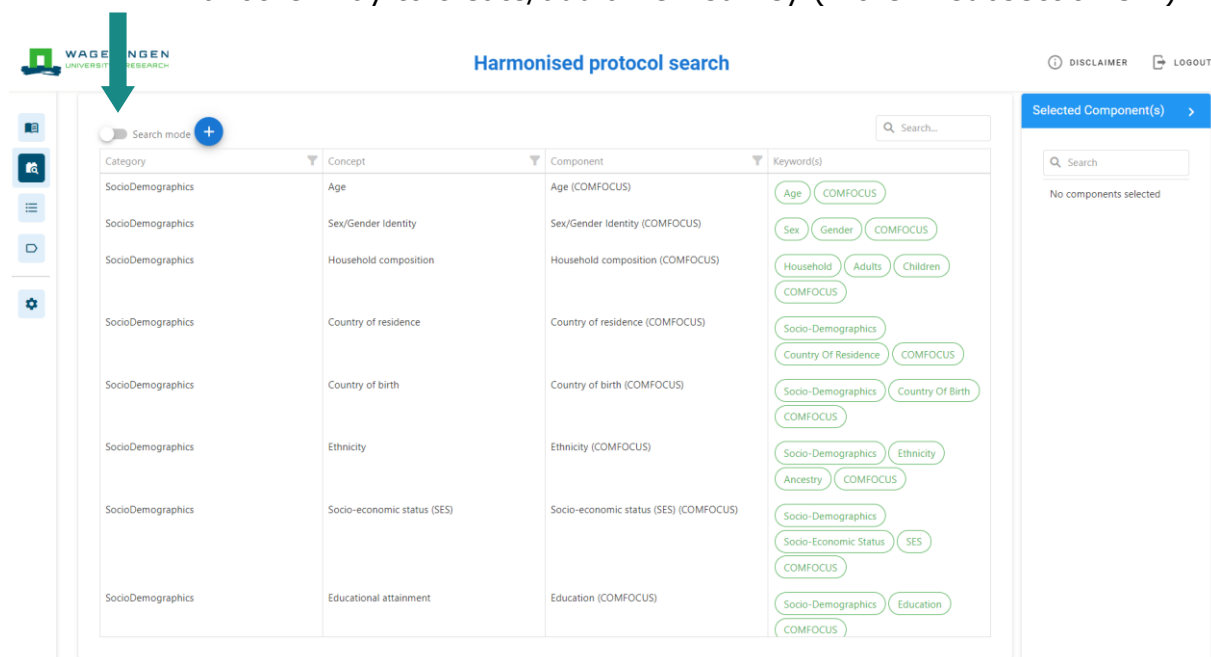 WAGENINGEN
UNIVERSITY RESEARCH
Harmonised protocol search
DISCLAIMER
LOGOUT
Selected Component(s)
Search mode
Search...
Search
No components selected
Category Concept Component Keyword(s)
SocioDemographics Age Age (COMFOCUS) Age COMFOCUS
SocioDemographics Sex/Gender Identity Sex/Gender Identity (COMFOCUS) Sex Gender COMFOCUS
SocioDemographics Household composition Household composition (COMFOCUS) Household Adults Children
COMFOCUS
SocioDemographics Country of residence Country of residence (COMFOCUS) Socio-Demographics
Country Of Residence COMFOCUS
SocioDemographics Country of birth Country of birth (COMFOCUS) Socio-Demographics Country Of Birth
COMFOCUS
SocioDemographics Ethnicity Ethnicity (COMFOCUS) Socio-Demographics Ethnicity
Ancestry COMFOCUS
SocioDemographics Socio-economic status (SES) Socio-economic status (SES) (COMFOCUS) Socio-Demographics
Socio-Economic Status SES
COMFOCUS
SocioDemographics Educational attainment Education (COMFOCUS) Socio-Demographics Education
COMFOCUS